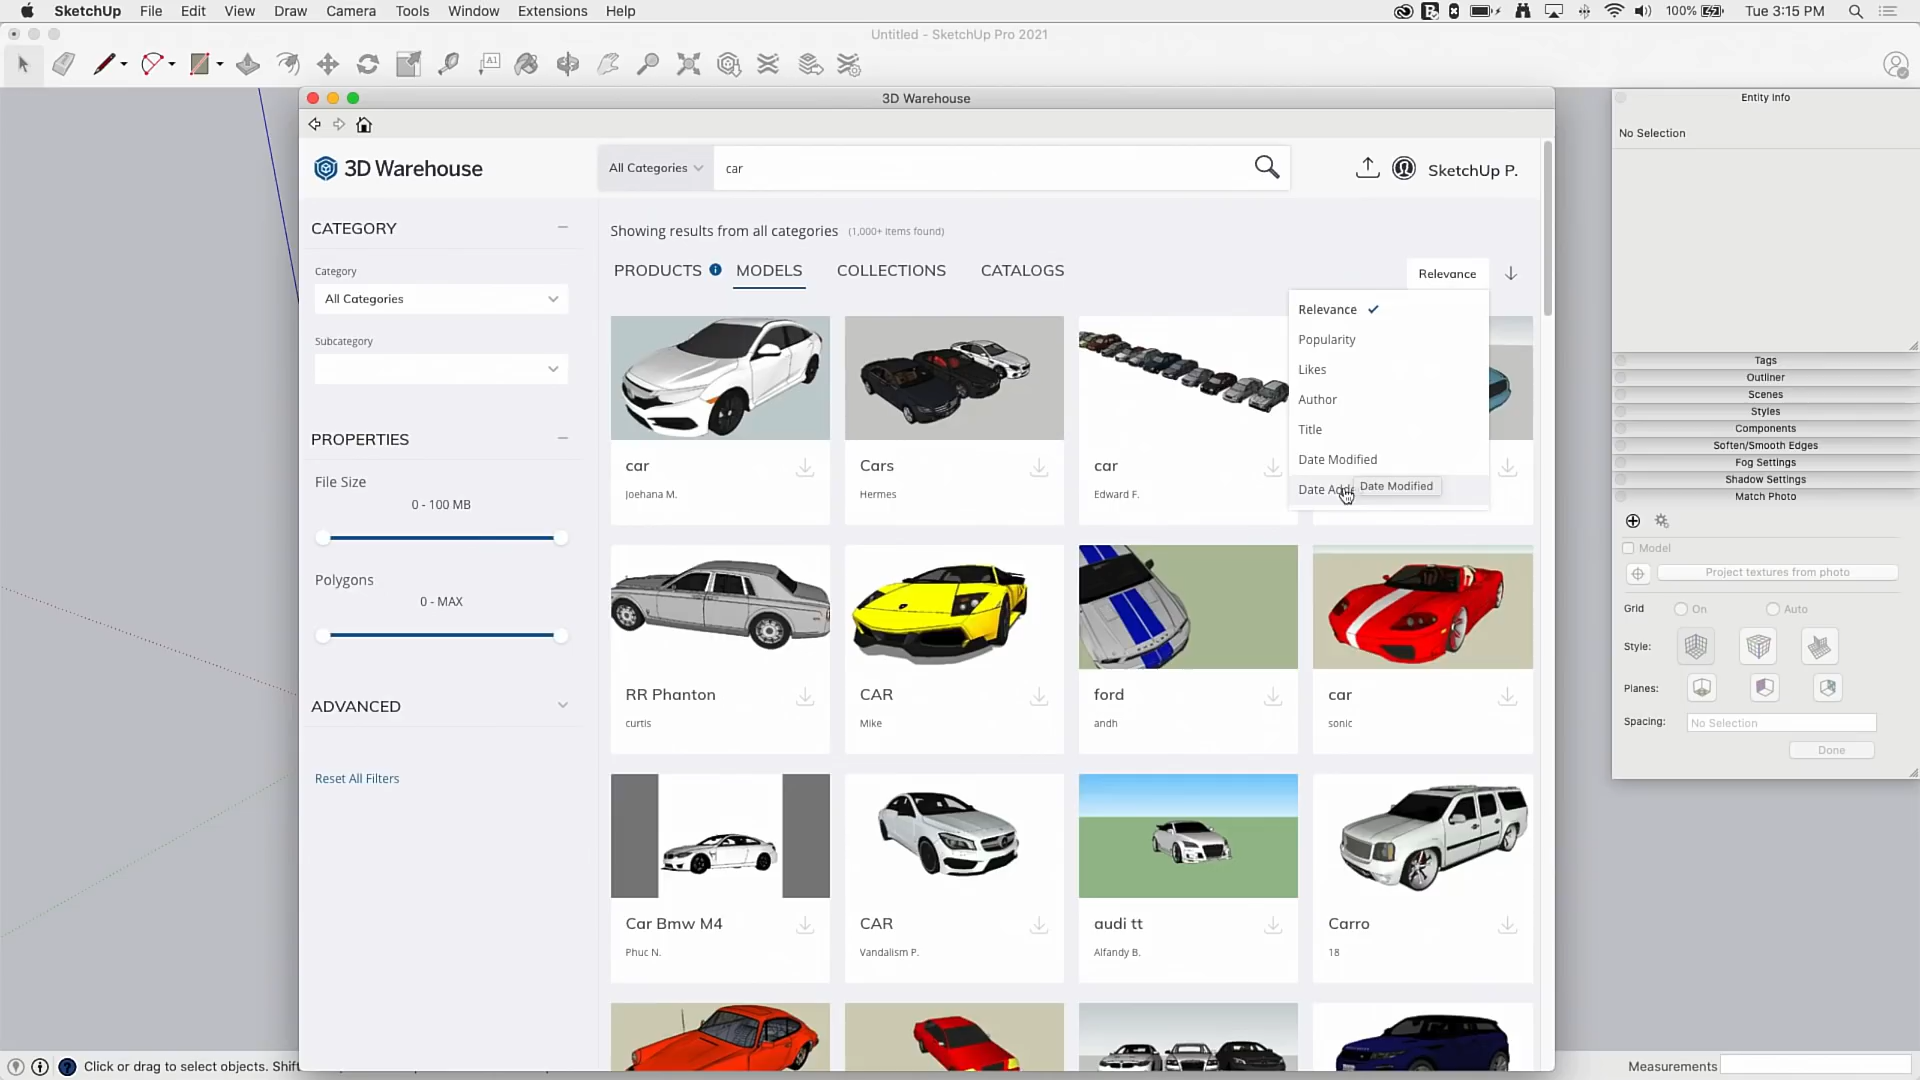 SketchUp File Edit View Draw Camera Tools Window Extensions Help
100% Tue 3:15 PM
Untitled - SketchUp Pro 2021
A1
3D Warehouse
3D Warehouse
All Categories
car
SketchUp P.
CATEGORY
Category
All Categories
Subcategory
PROPERTIES
File Size
0 - 100 MB
Polygons
0 - MAX
ADVANCED
Reset All Filters
Showing results from all categories (1,000+ items found)
PRODUCTS i MODELS COLLECTIONS CATALOGS
Relevance
Relevance
Popularity
Likes
Author
Title
Date Modified
Date Adde
Date Modified
car
Joehana M.
Cars
Hermes
car
Edward F.
RR Phanton
curtis
CAR
Mike
ford
andh
car
sonic
Car Bmw M4
Phuc N.
CAR
Vandalism P.
audi tt
Alfandy B.
Carro
18
Entity Info
No Selection
Tags
Outliner
Scenes
Styles
Components
Soften/Smooth Edges
Fog Settings
Shadow Settings
Match Photo
Model
Project textures from photo
Grid On Auto
Style:
Planes:
Spacing: No Selection
Done
Click or drag to select objects. Shift
Measurements